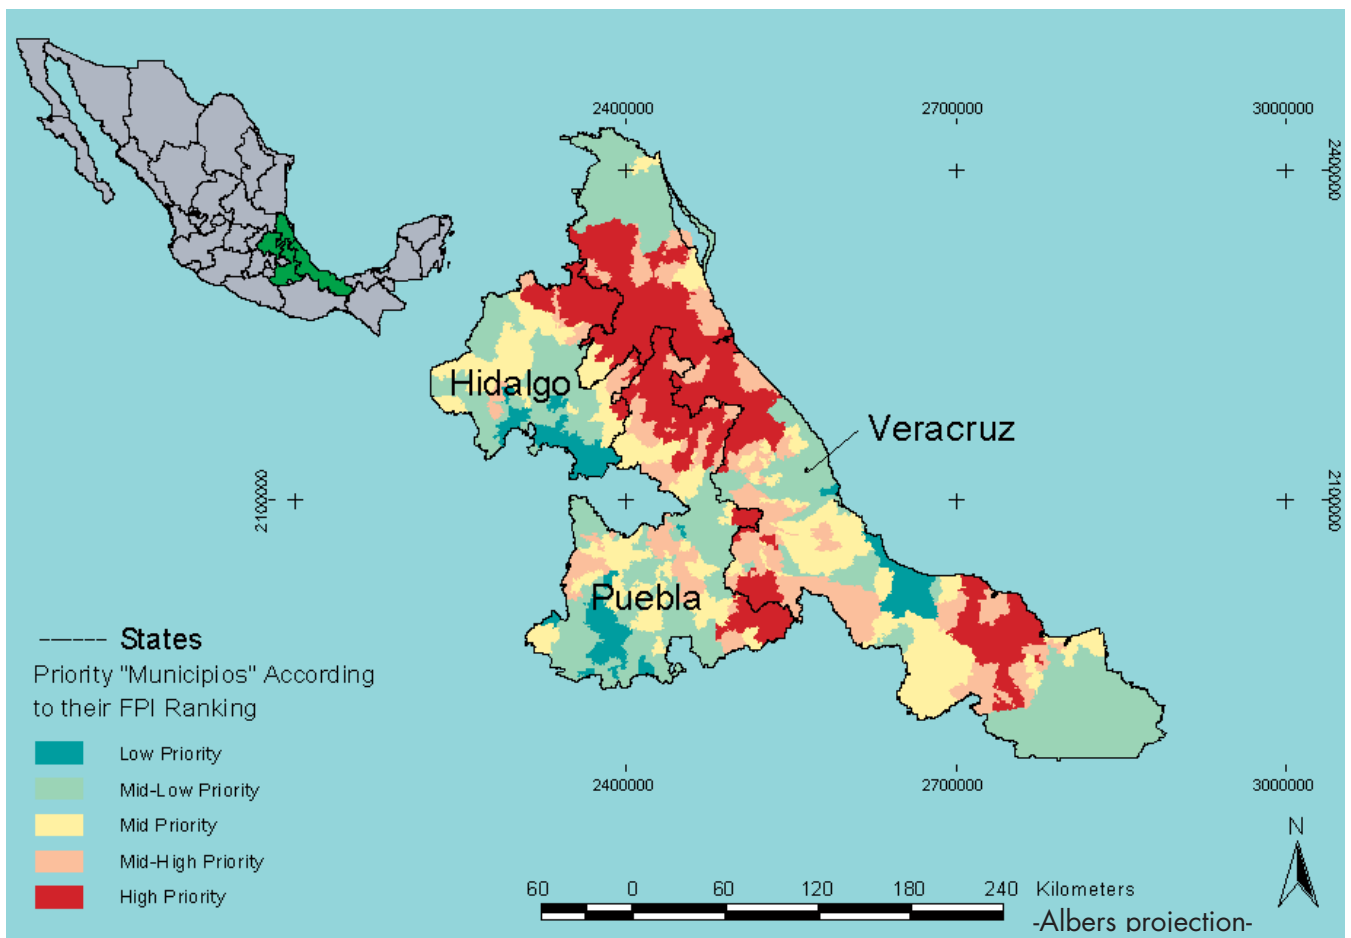 2400000 2700000 3000000
2400000
Hidalgo
Veracruz
2100000
2100000
Puebla
States
Priority "Municipios" According
to their FPI Ranking
Low Priority
Mid-Low Priority
Mid Priority
Mid-High Priority
High Priority
2400000 2700000 3000000
N
60 0 60 120 180 240 Kilometers
-Albers projection-